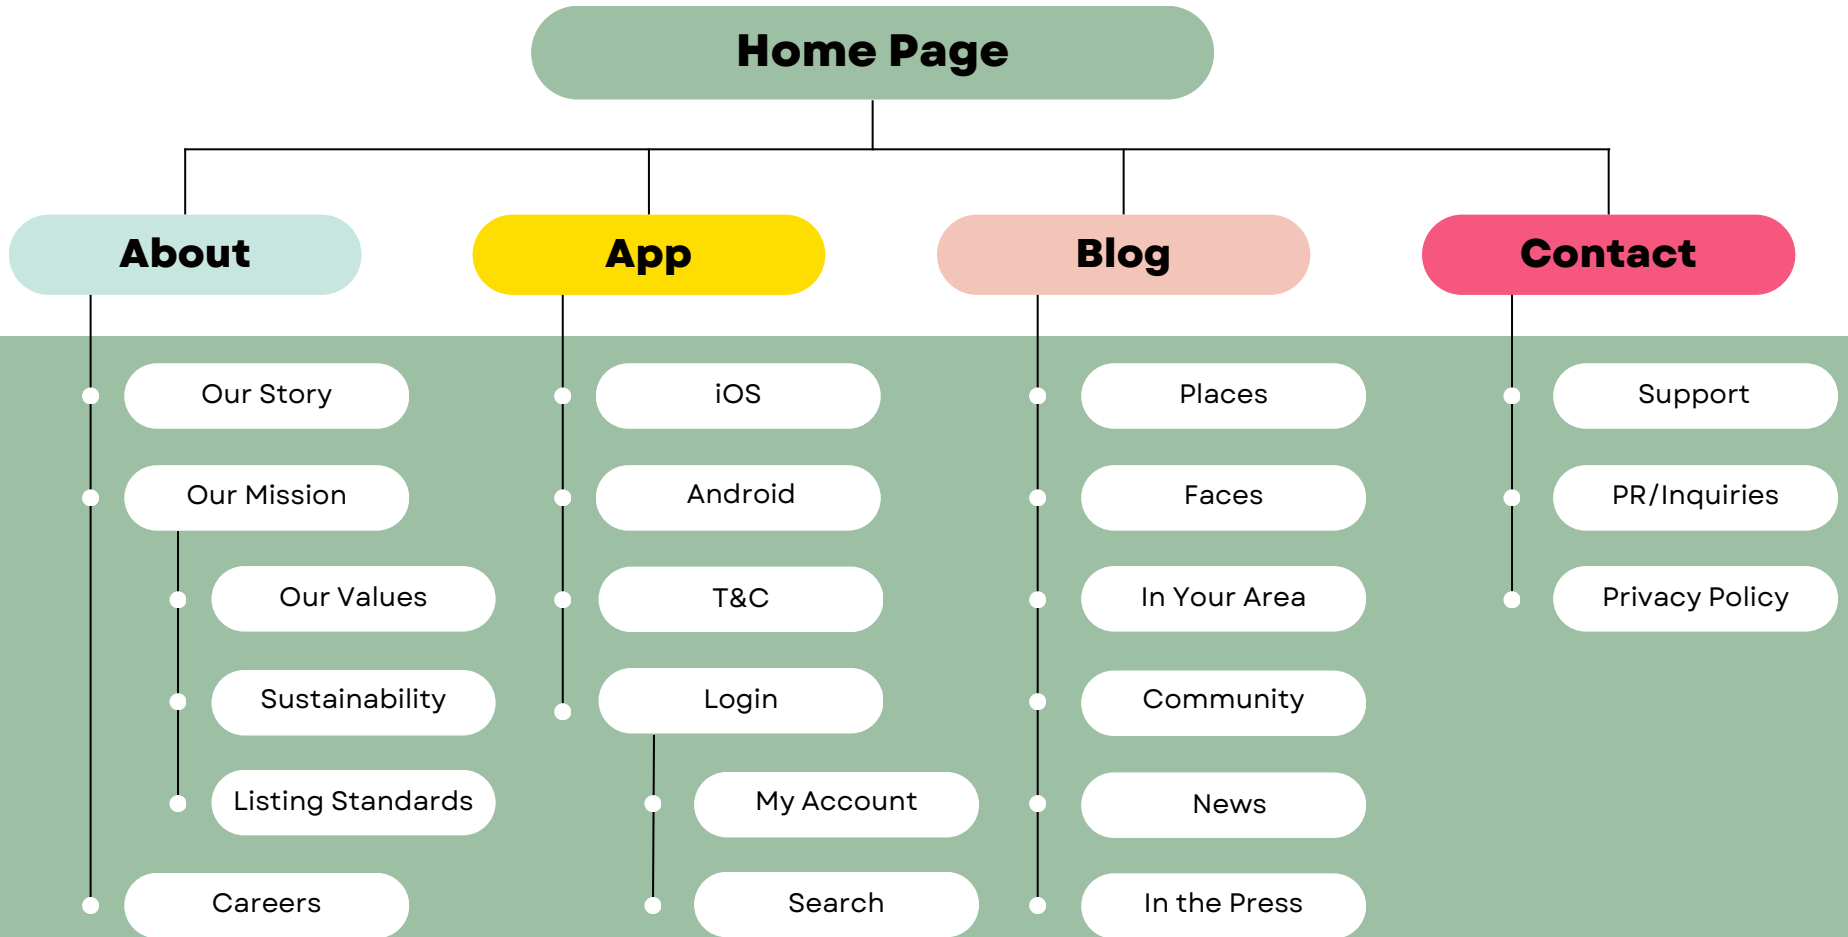 Home Page
About
App
Blog
Contact
Our Story
Our Mission
Our Values
Sustainability
Listing Standards
Careers
iOS
Android
T&C
Login
My Account
Search
Places
Faces
In Your Area
Community
News
In the Press
Support
PR/Inquiries
Privacy Policy